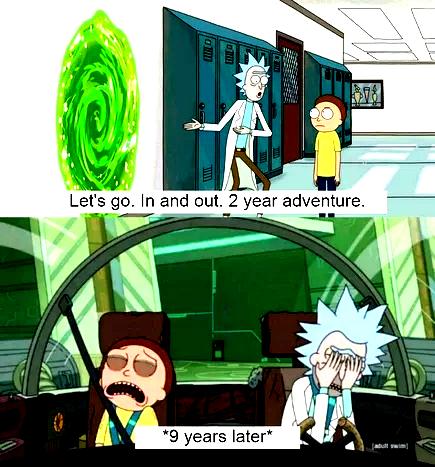 Let's go. In and out. 2 year adventure.
*9 years later*
[adult swim]